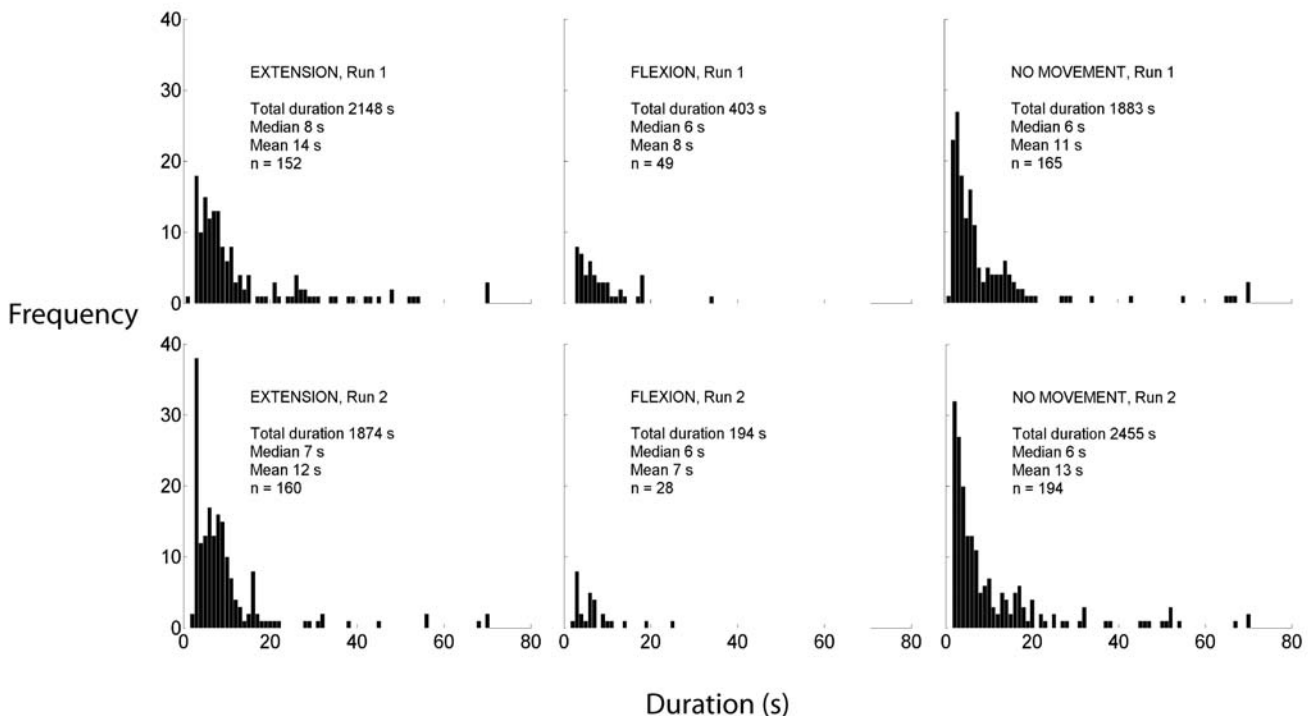 40
30
20
10
0
EXTENSION, Run 1
Total duration 2148 s
Median 8 s
Mean 14 s
n = 152
FLEXION, Run 1
Total duration 403 s
Median 6 s
Mean 8 s
n = 49
NO MOVEMENT, Run 1
Total duration 1883 s
Median 6 s
Mean 11 s
n = 165
Frequency
40
30
20
10
0
EXTENSION, Run 2
Total duration 1874 s
Median 7 s
Mean 12 s
n = 160
FLEXION, Run 2
Total duration 194 s
Median 6 s
Mean 7 s
n = 28
NO MOVEMENT, Run 2
Total duration 2455 s
Median 6 s
Mean 13 s
n = 194
0 20 40 60 80
0 20 40 60 80
0 20 40 60 80
Duration (s)